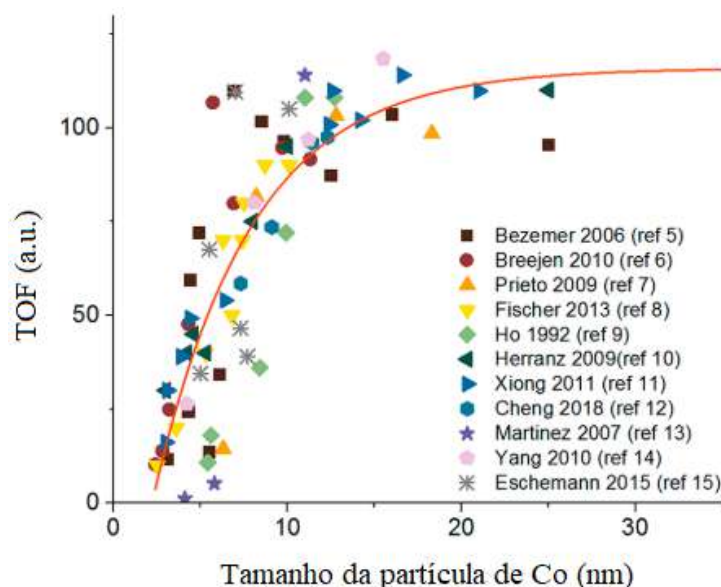 TOF (a.u.)
100
50
0
Bezemer 2006 (ref 5)
Breejen 2010 (ref 6)
Prieto 2009 (ref 7)
Fischer 2013 (ref 8)
Ho 1992 (ref 9)
Herranz 2009(ref 10)
Xiong 2011 (ref 11)
Cheng 2018 (ref 12)
Martinez 2007 (ref 13)
Yang 2010 (ref 14)
Eschemann 2015 (ref 15)
0 10 20 30
Tamanho da partícula de Co (nm)